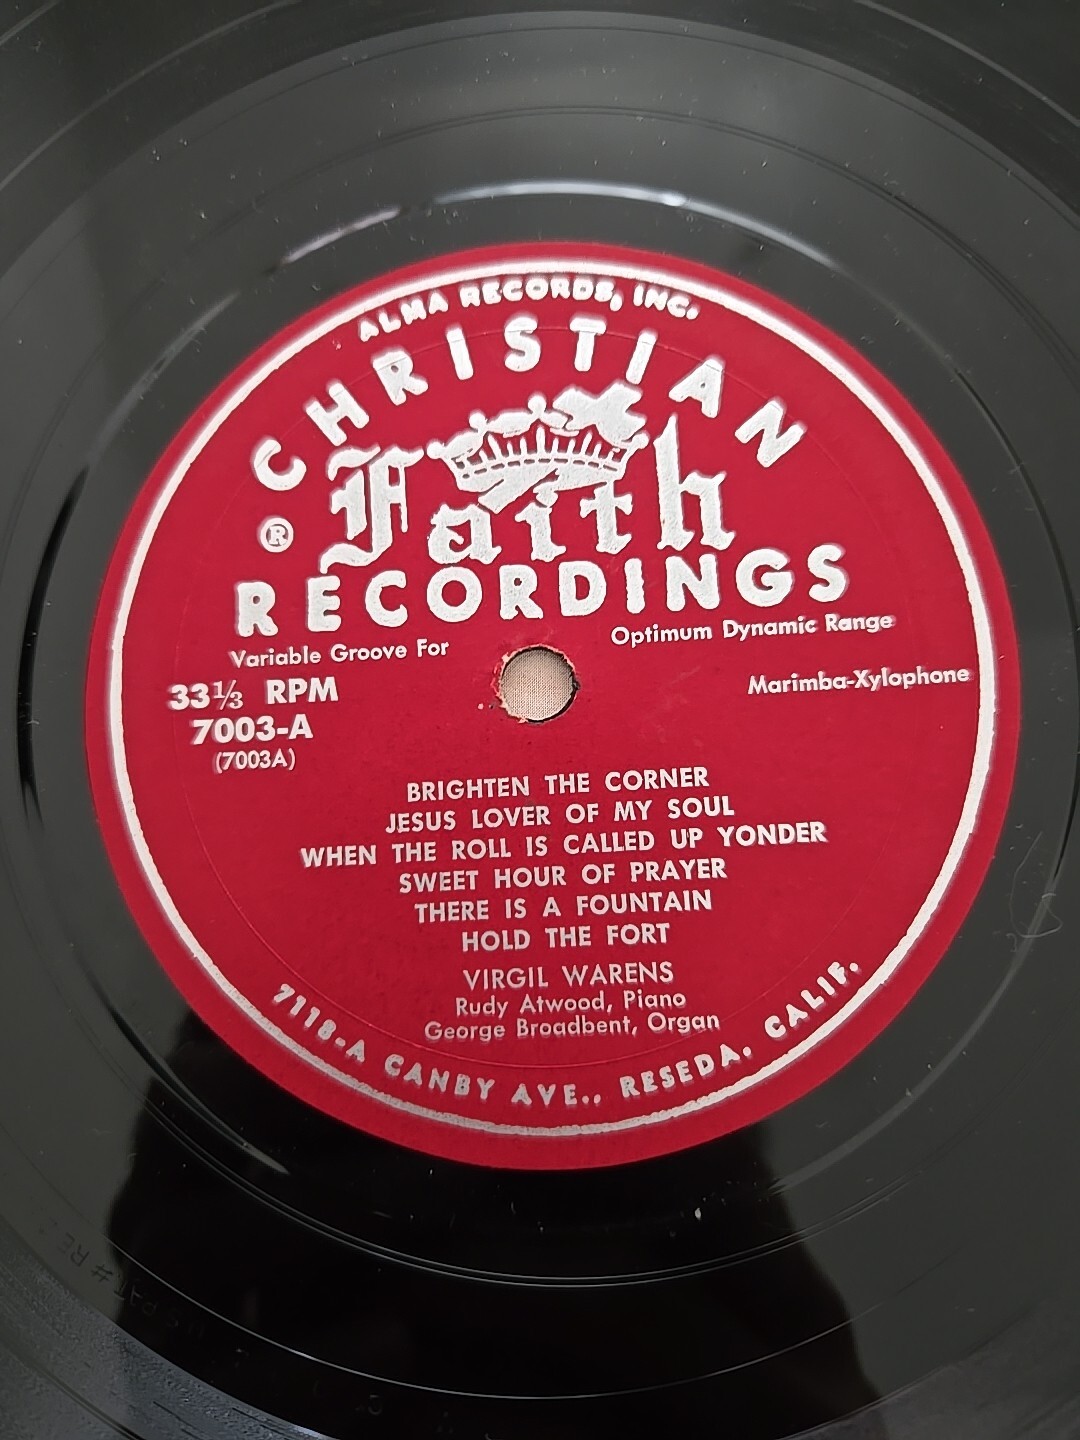 ALMA RECORDS, INC.
CHRISTIAN
Faith
®
RECORDINGS
Variable Groove For
Optimum Dynamic Range
33⅓ RPM
Marimba-Xylophone
7003-A
(7003A)
BRIGHTEN THE CORNER
JESUS LOVER OF MY SOUL
WHEN THE ROLL IS CALLED UP YONDER
SWEET HOUR OF PRAYER
THERE IS A FOUNTAIN
HOLD THE FORT
VIRGIL WARENS
Rudy Atwood, Piano
George Broadbent, Organ
7118-A CANBY AVE., RESEDA, CALIF.